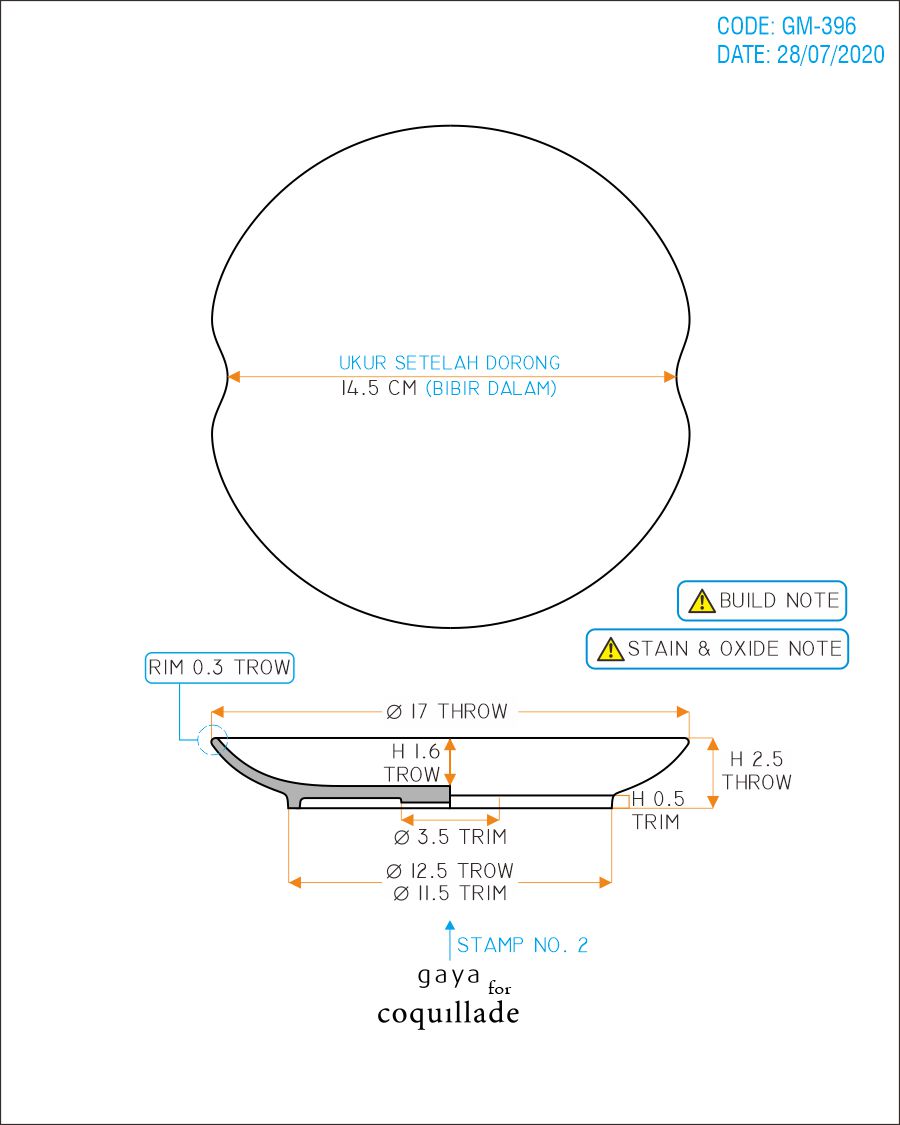 CODE: GM-396
DATE: 28/07/2020
UKUR SETELAH DORONG
14.5 CM (BIBIR DALAM)
BUILD NOTE
STAIN & OXIDE NOTE
RIM 0.3 TROW
Ø 17 THROW
H 1.6
TROW
H 2.5
THROW
H 0.5
TRIM
Ø 3.5 TRIM
Ø 12.5 TROW
Ø 11.5 TRIM
STAMP NO. 2
gaya for
coquıllade